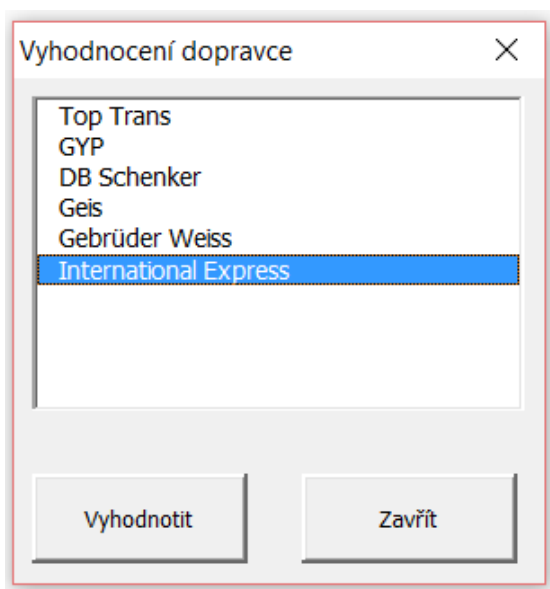 Vyhodnocení dopravce
Top Trans
GYP
DB Schenker
Geis
Gebrüder Weiss
International Express
Vyhodnotit
Zavřít